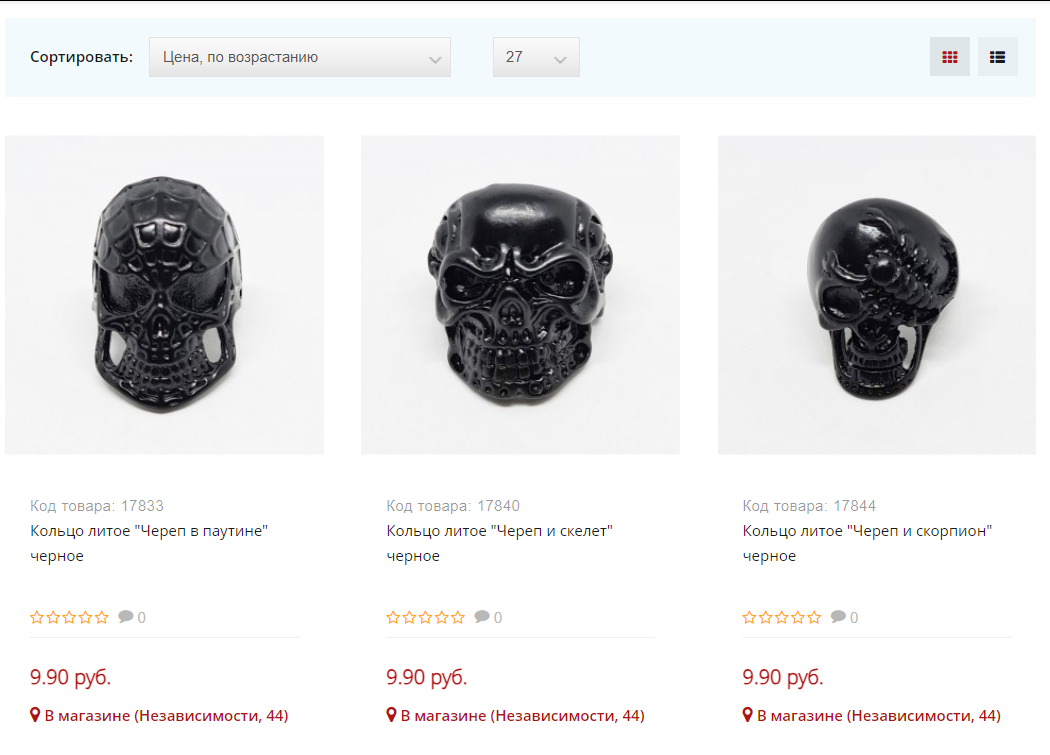 Сортировать: Цена, по возрастанию 27
Код товара: 17833
Кольцо литое "Череп в паутине"
черное
0
9.90 руб.
В магазине (Независимости, 44)
Код товара: 17840
Кольцо литое "Череп и скелет"
черное
0
9.90 руб.
В магазине (Независимости, 44)
Код товара: 17844
Кольцо литое "Череп и скорпион"
черное
0
9.90 руб.
В магазине (Независимости, 44)